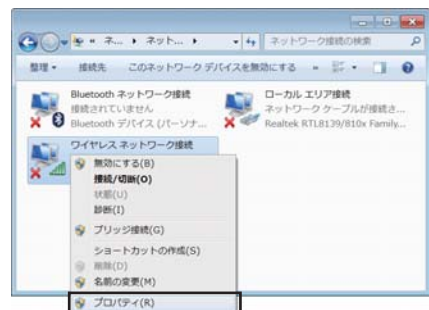 ネ... ▸ ネット... ▸
ネットワーク接続の検索
整理 ▾ 接続先 このネットワーク デバイスを無効にする »
Bluetooth ネットワーク接続
接続されていません
Bluetooth デバイス (パーソナ...
ローカル エリア接続
ネットワーク ケーブルが接続さ...
Realtek RTL8139/810x Family...
ワイヤレス ネットワーク接続
無効にする(B)
接続/切断(O)
状態(U)
診断(I)
ブリッジ接続(G)
ショートカットの作成(S)
削除(D)
名前の変更(M)
プロパティ(R)